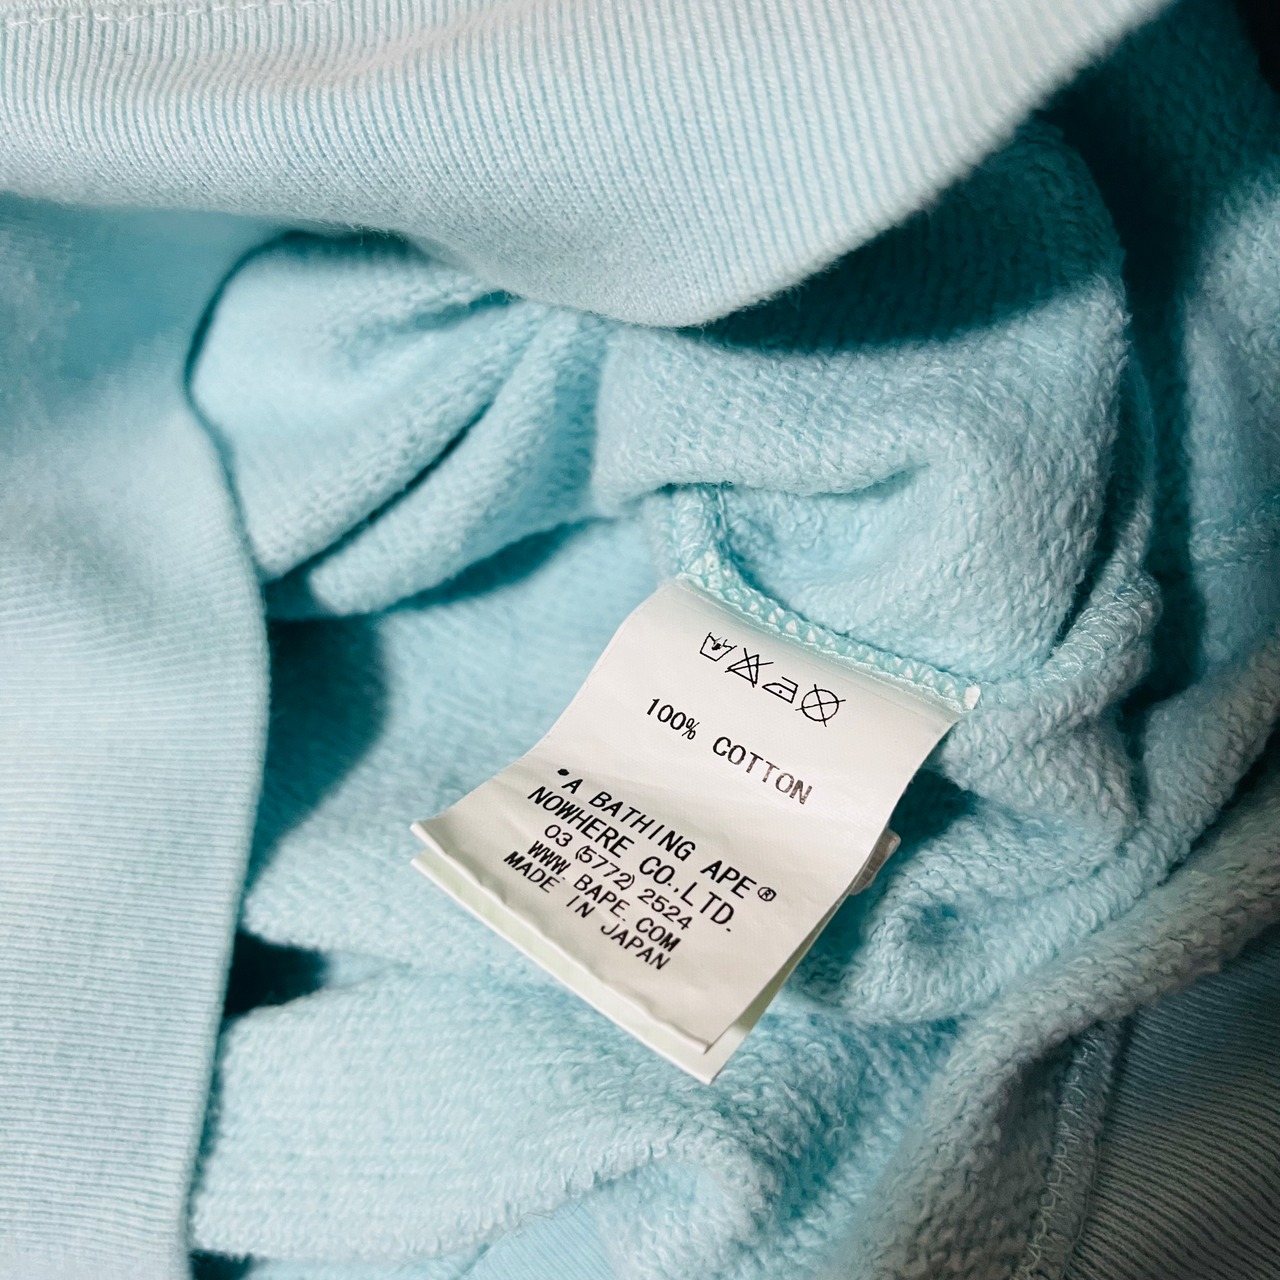 100% COTTON
"A BATHING APE®
NOWHERE CO.,LTD.
03 (5772) 2524
WWW. BAPE. COM
MADE IN JAPAN